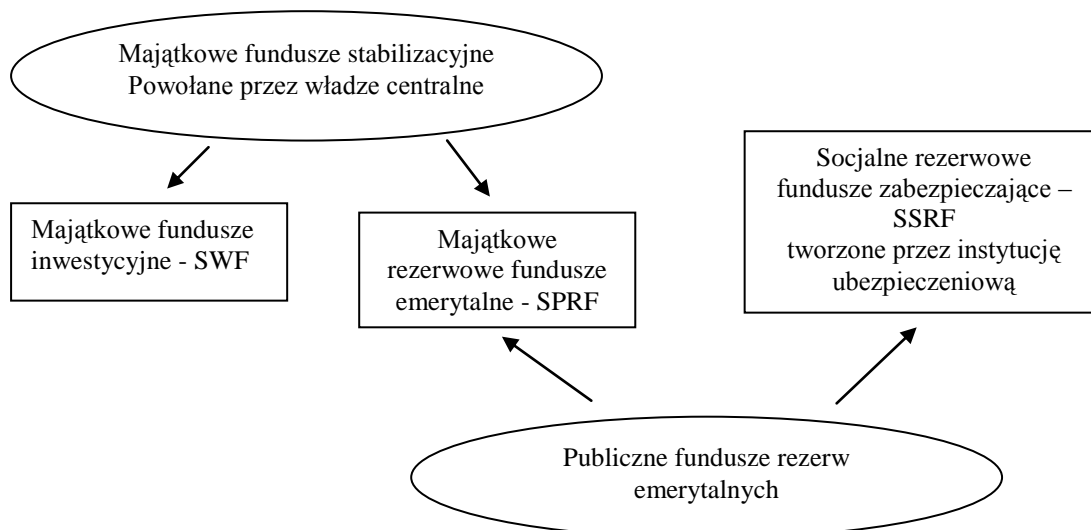 Majątkowe fundusze stabilizacyjne
Powołane przez władze centralne
Socjalne rezerwowe
fundusze zabezpieczające –
SSRF
tworzone przez instytucję
ubezpieczeniową
Majątkowe fundusze
inwestycyjne - SWF
Majątkowe
rezerwowe fundusze
emerytalne - SPRF
Publiczne fundusze rezerw
emerytalnych